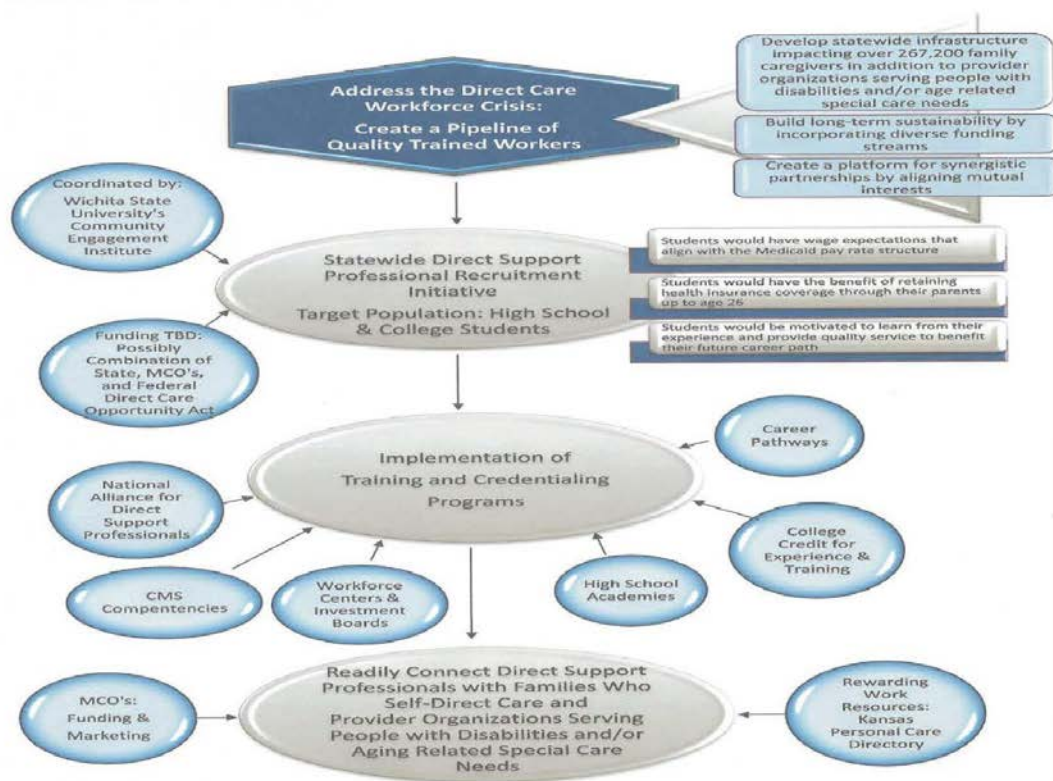 Address the Direct Care
Workforce Crisis:
Create a Pipeline of
Quality Trained Workers
Develop statewide infrastructure
impacting over 267,200 family
caregivers in addition to provider
organizations serving people with
disabilities and/or age related
special care needs
Build long-term sustainability by
incorporating diverse funding
streams
Create a platform for synergistic
partnerships by aligning mutual
interests
Coordinated by:
Wichita State
University's
Community
Engagement
Institute
Statewide Direct Support
Professional Recruitment
Initiative
Target Population: High School
& College Students
Students would have wage expectations that
align with the Medicaid pay rate structure
Students would have the benefit of retaining
health insurance coverage through their parents
up to age 26
Students would be motivated to learn from their
experience and provide quality service to benefit
their future career path
Funding TBD:
Possibly
Combination of
State, MCO's,
and Federal
Direct Care
Opportunity Act
Implementation of
Training and Credentialing
Programs
Career
Pathways
National
Alliance for
Direct
Support
Professionals
College
Credit for
Experience &
Training
CMS
Compentencies
Workforce
Centers &
Investment
Boards
High School
Academies
Readily Connect Direct Support
Professionals with Families Who
Self-Direct Care and
Provider Organizations Serving
People with Disabilities and/or
Aging Related Special Care
Needs
MCO's:
Funding &
Marketing
Rewarding
Work
Resources:
Kansas
Personal Care
Directory